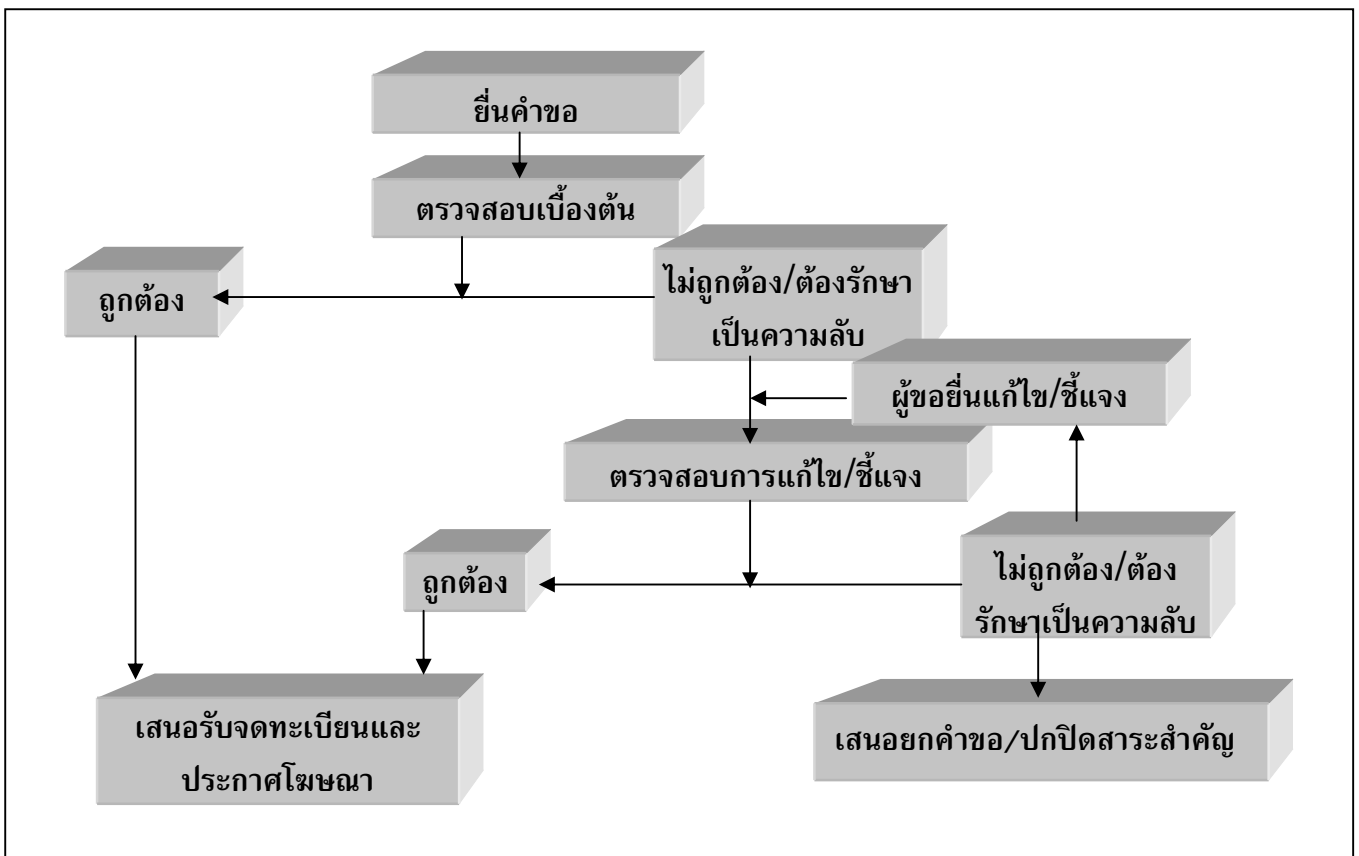 ยื่นคำขอ
ตรวจสอบเบื้องต้น
ถูกต้อง
ไม่ถูกต้อง/ต้องรักษา
เป็นความลับ
ผู้ขอยื่นแก้ไข/ชี้แจง
ตรวจสอบการแก้ไข/ชี้แจง
ถูกต้อง
ไม่ถูกต้อง/ต้อง
รักษาเป็นความลับ
เสนอรับจดทะเบียนและ
ประกาศโฆษณา
เสนอยกคำขอ/ปกปิดสาระสำคัญ